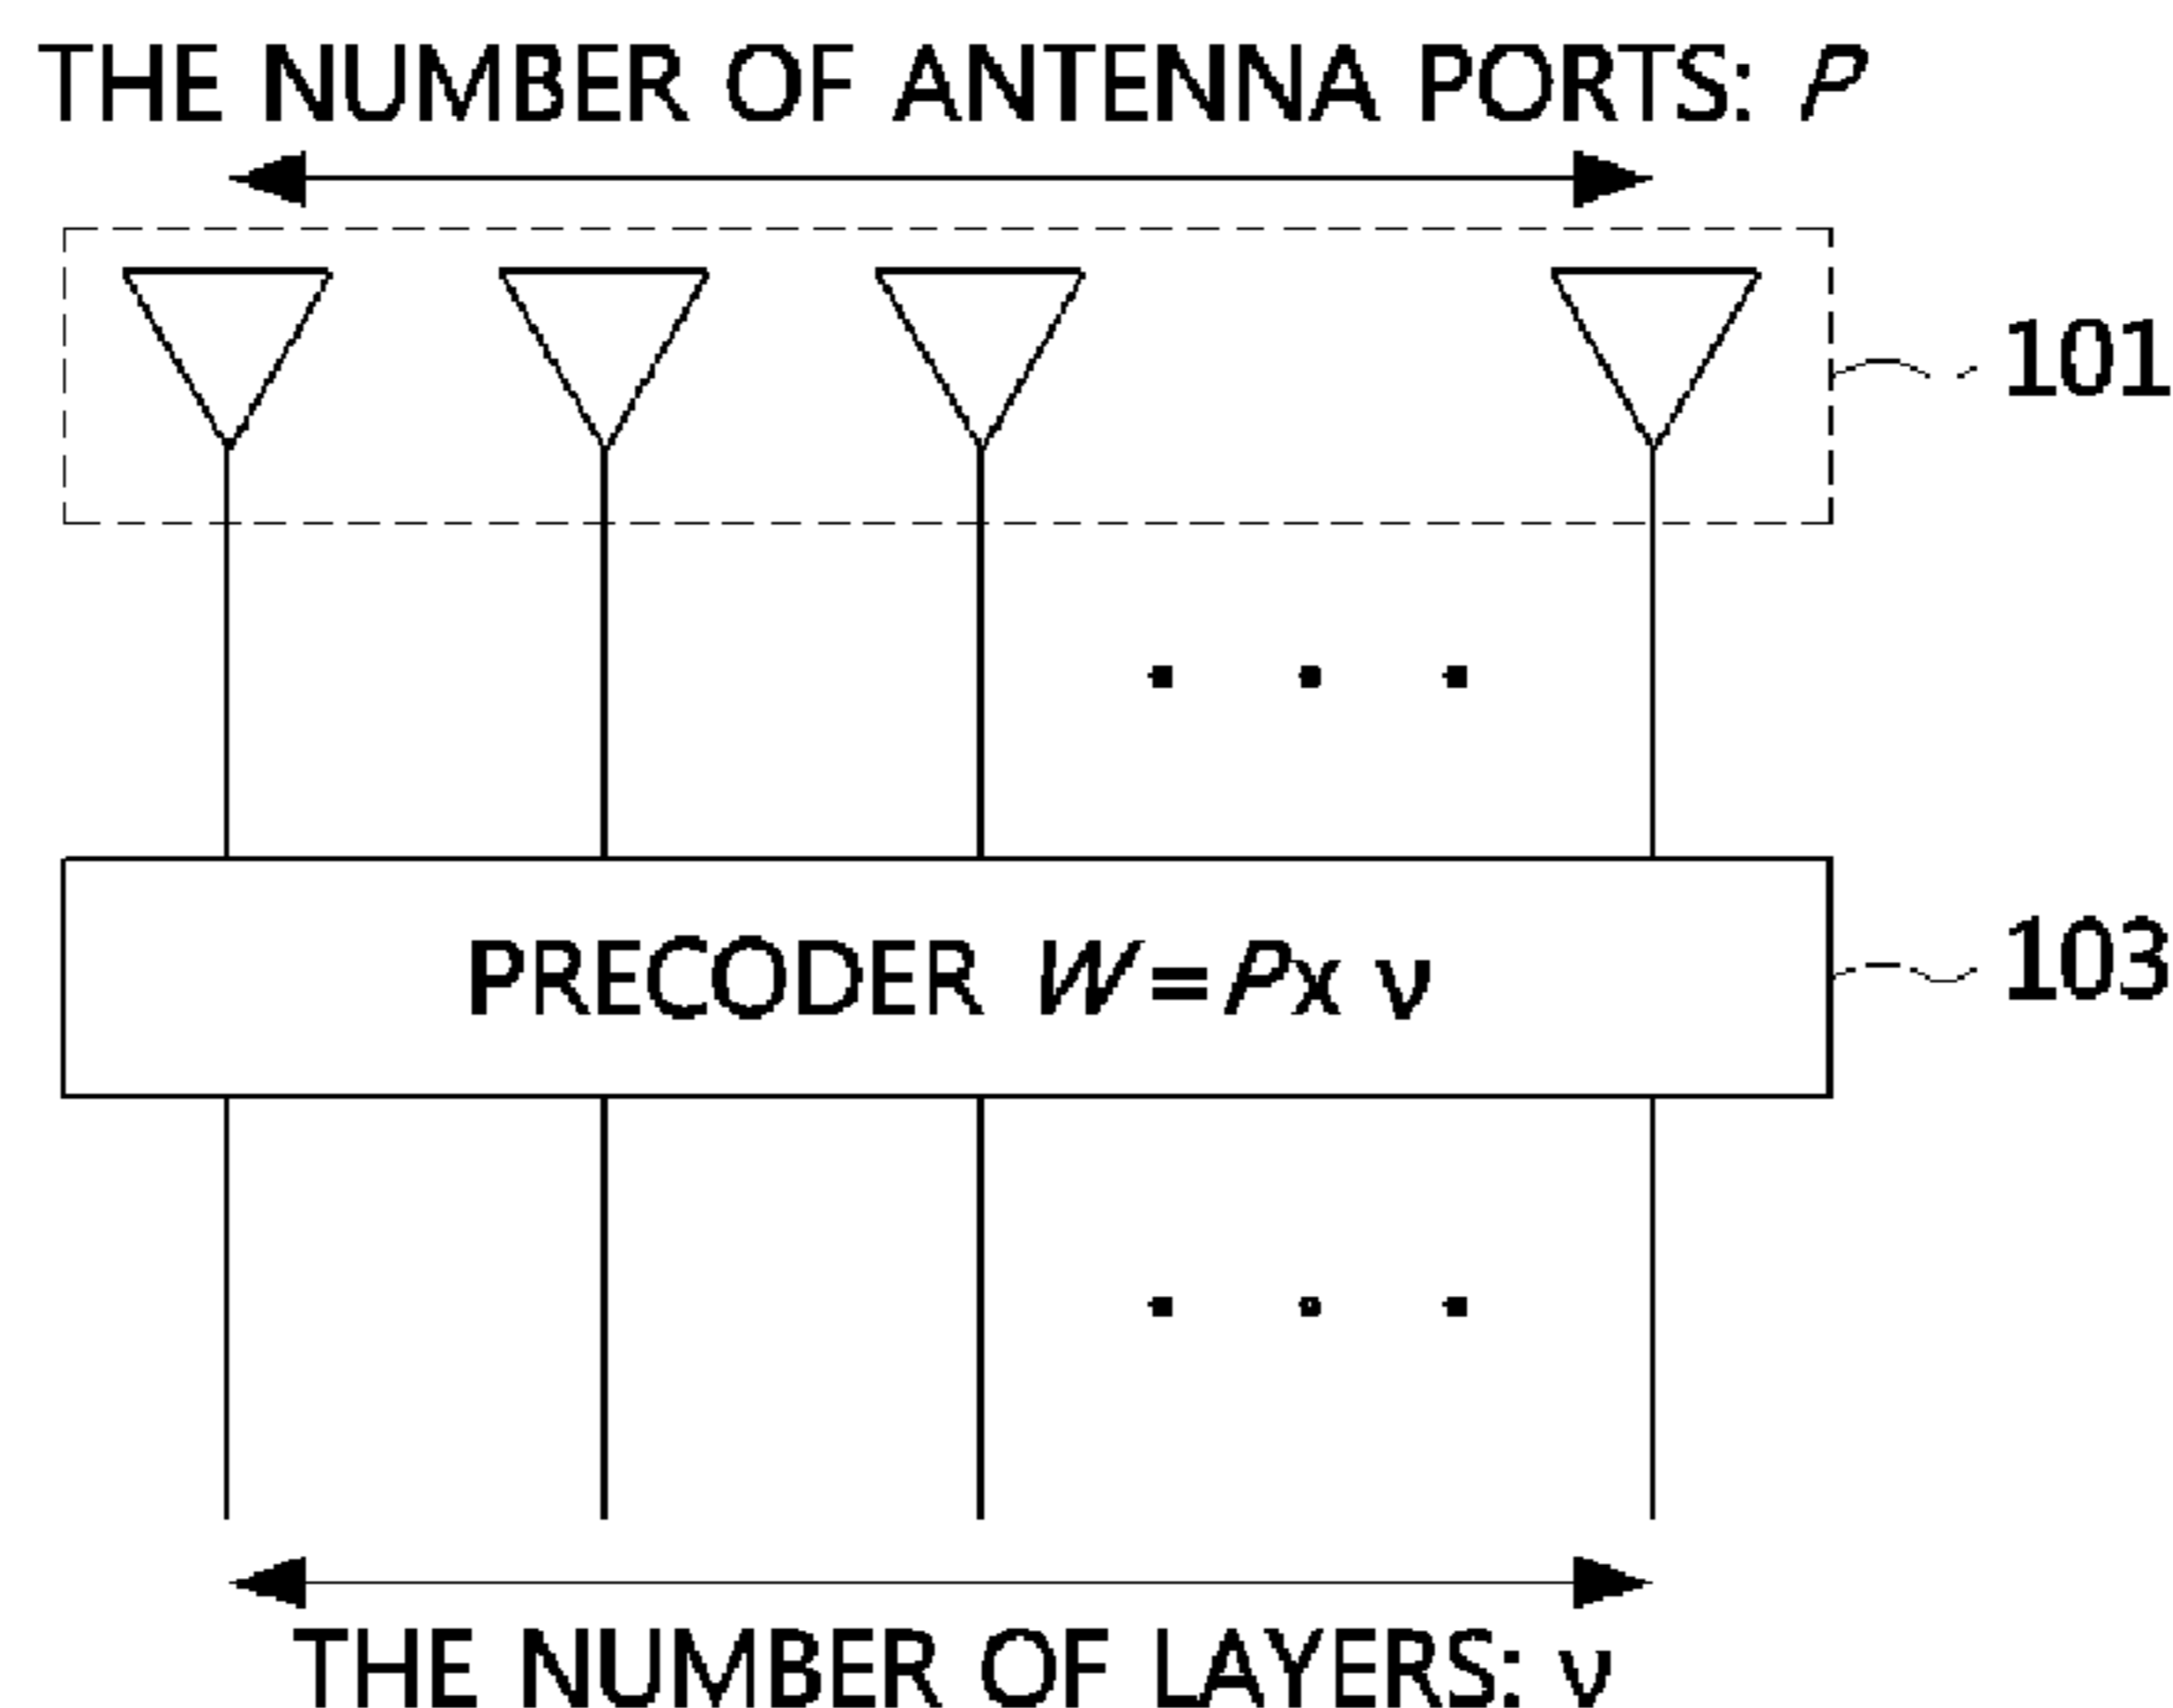 THE NUMBER OF ANTENNA PORTS: P
101
PRECODER W=Px ν
103
THE NUMBER OF LAYERS: ν